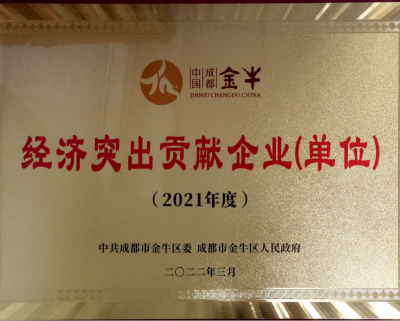 中国成都金牛
JINNIU CHENGDU CHINA
经济突出贡献企业(单位)
(2021年度)
中共成都市金牛区委 成都市金牛区人民政府
二〇二二年三月